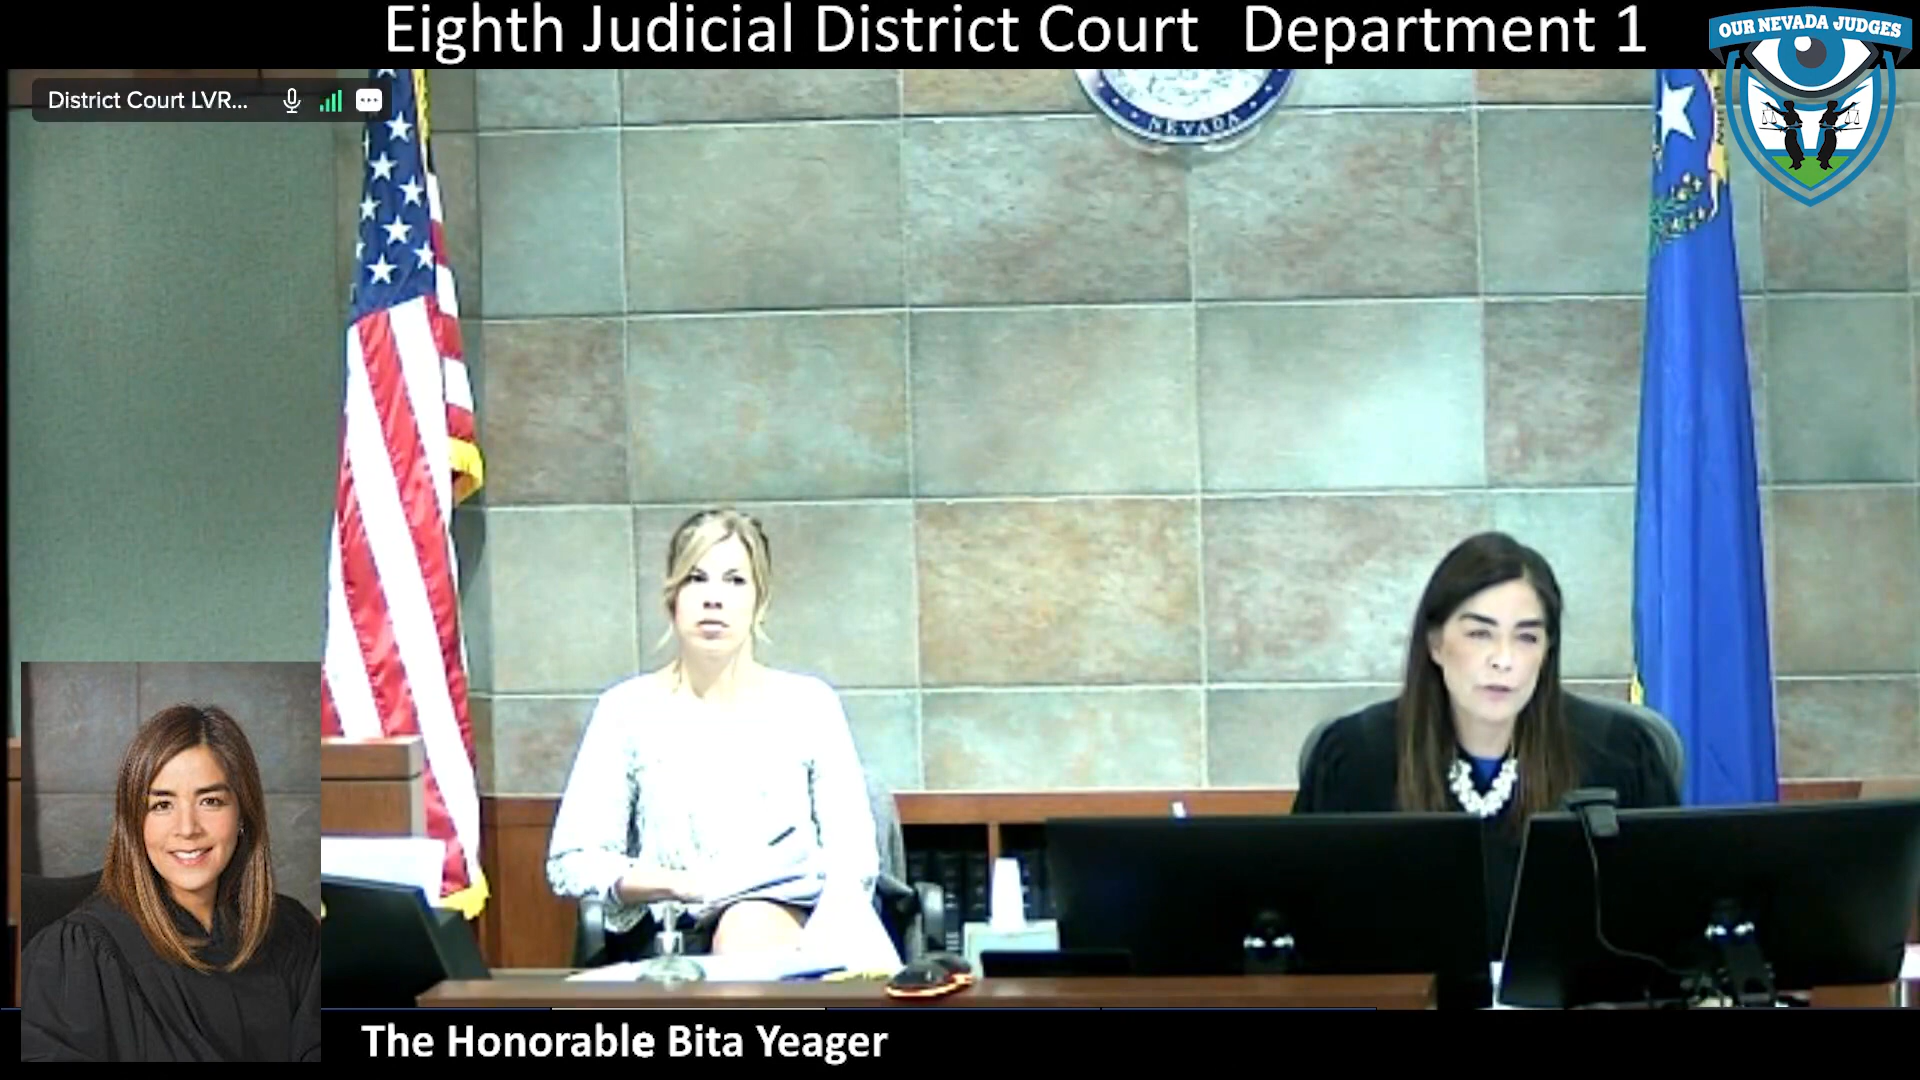 Eighth Judicial District Court Department 1
OUR NEVADA JUDGES
District Court LVR...
NEVADA
The Honorable Bita Yeager